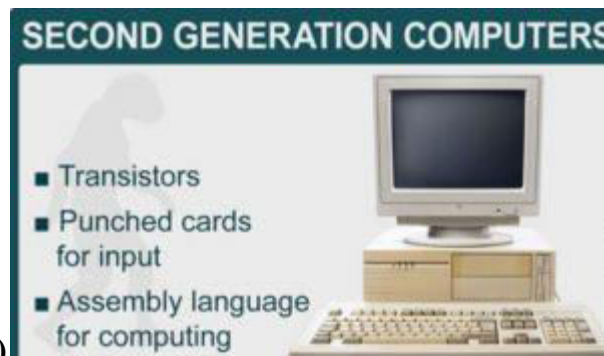 SECOND GENERATION COMPUTERS
■ Transistors
■ Punched cards
for input
■ Assembly language
for computing
)